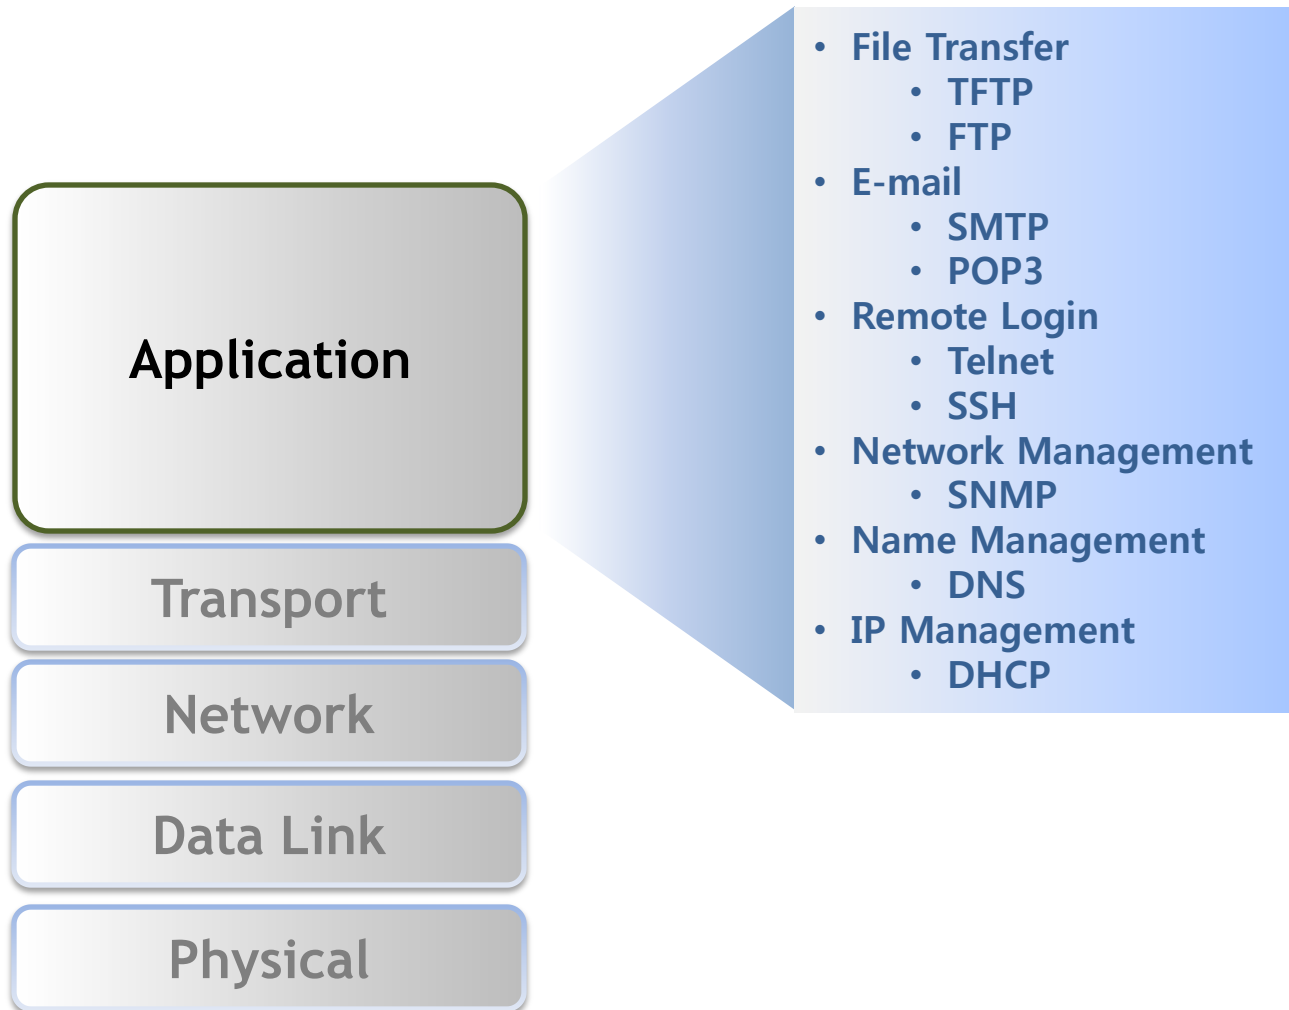 Application
Transport
Network
Data Link
Physical
• File Transfer
• TFTP
• FTP
• E-mail
• SMTP
• POP3
• Remote Login
• Telnet
• SSH
• Network Management
• SNMP
• Name Management
• DNS
• IP Management
• DHCP